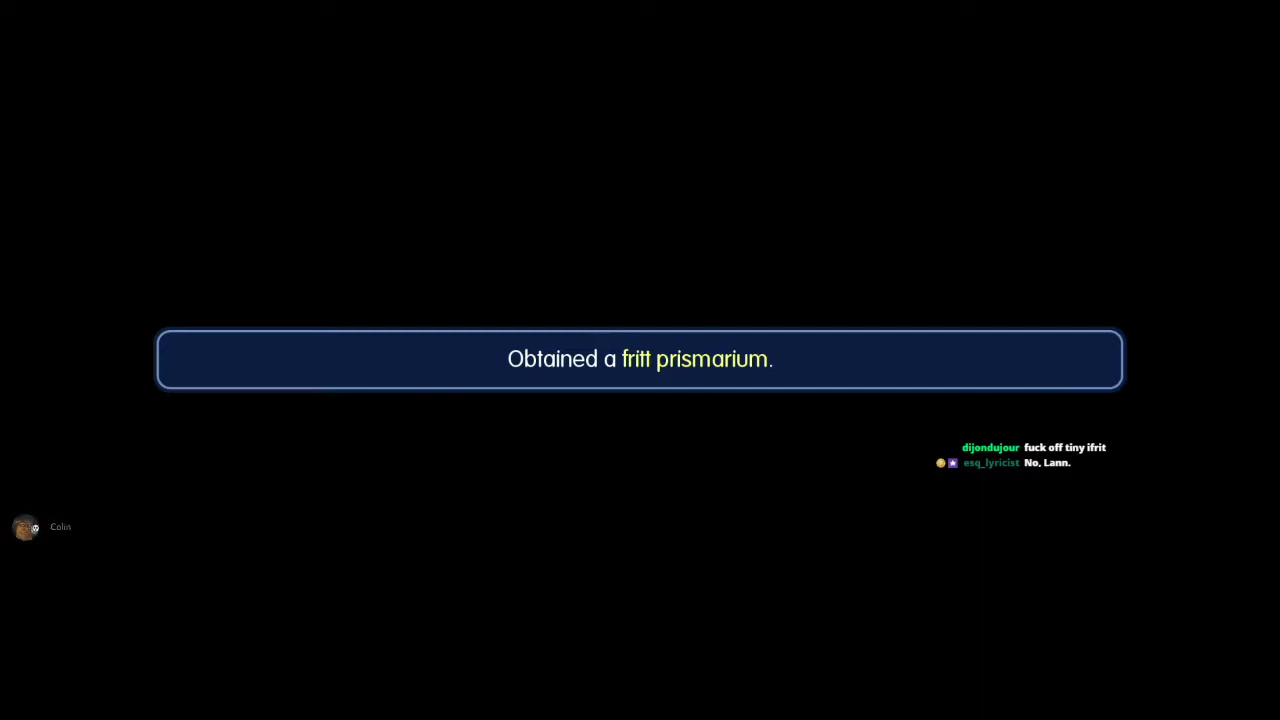 Obtained a fritt prismarium.
dijondujour fuck off tiny ifrit
esq_lyricist No, Lann.
Colin